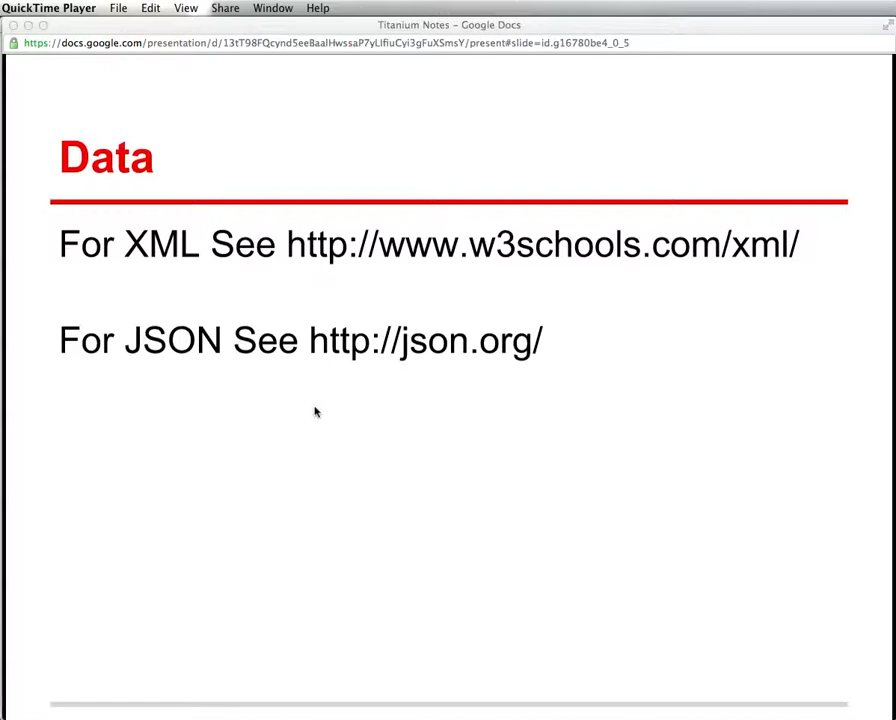 QuickTime Player File Edit View Share Window Help
Titanium Notes – Google Docs
Data
For XML See http://www.w3schools.com/xml/
For JSON See http://json.org/